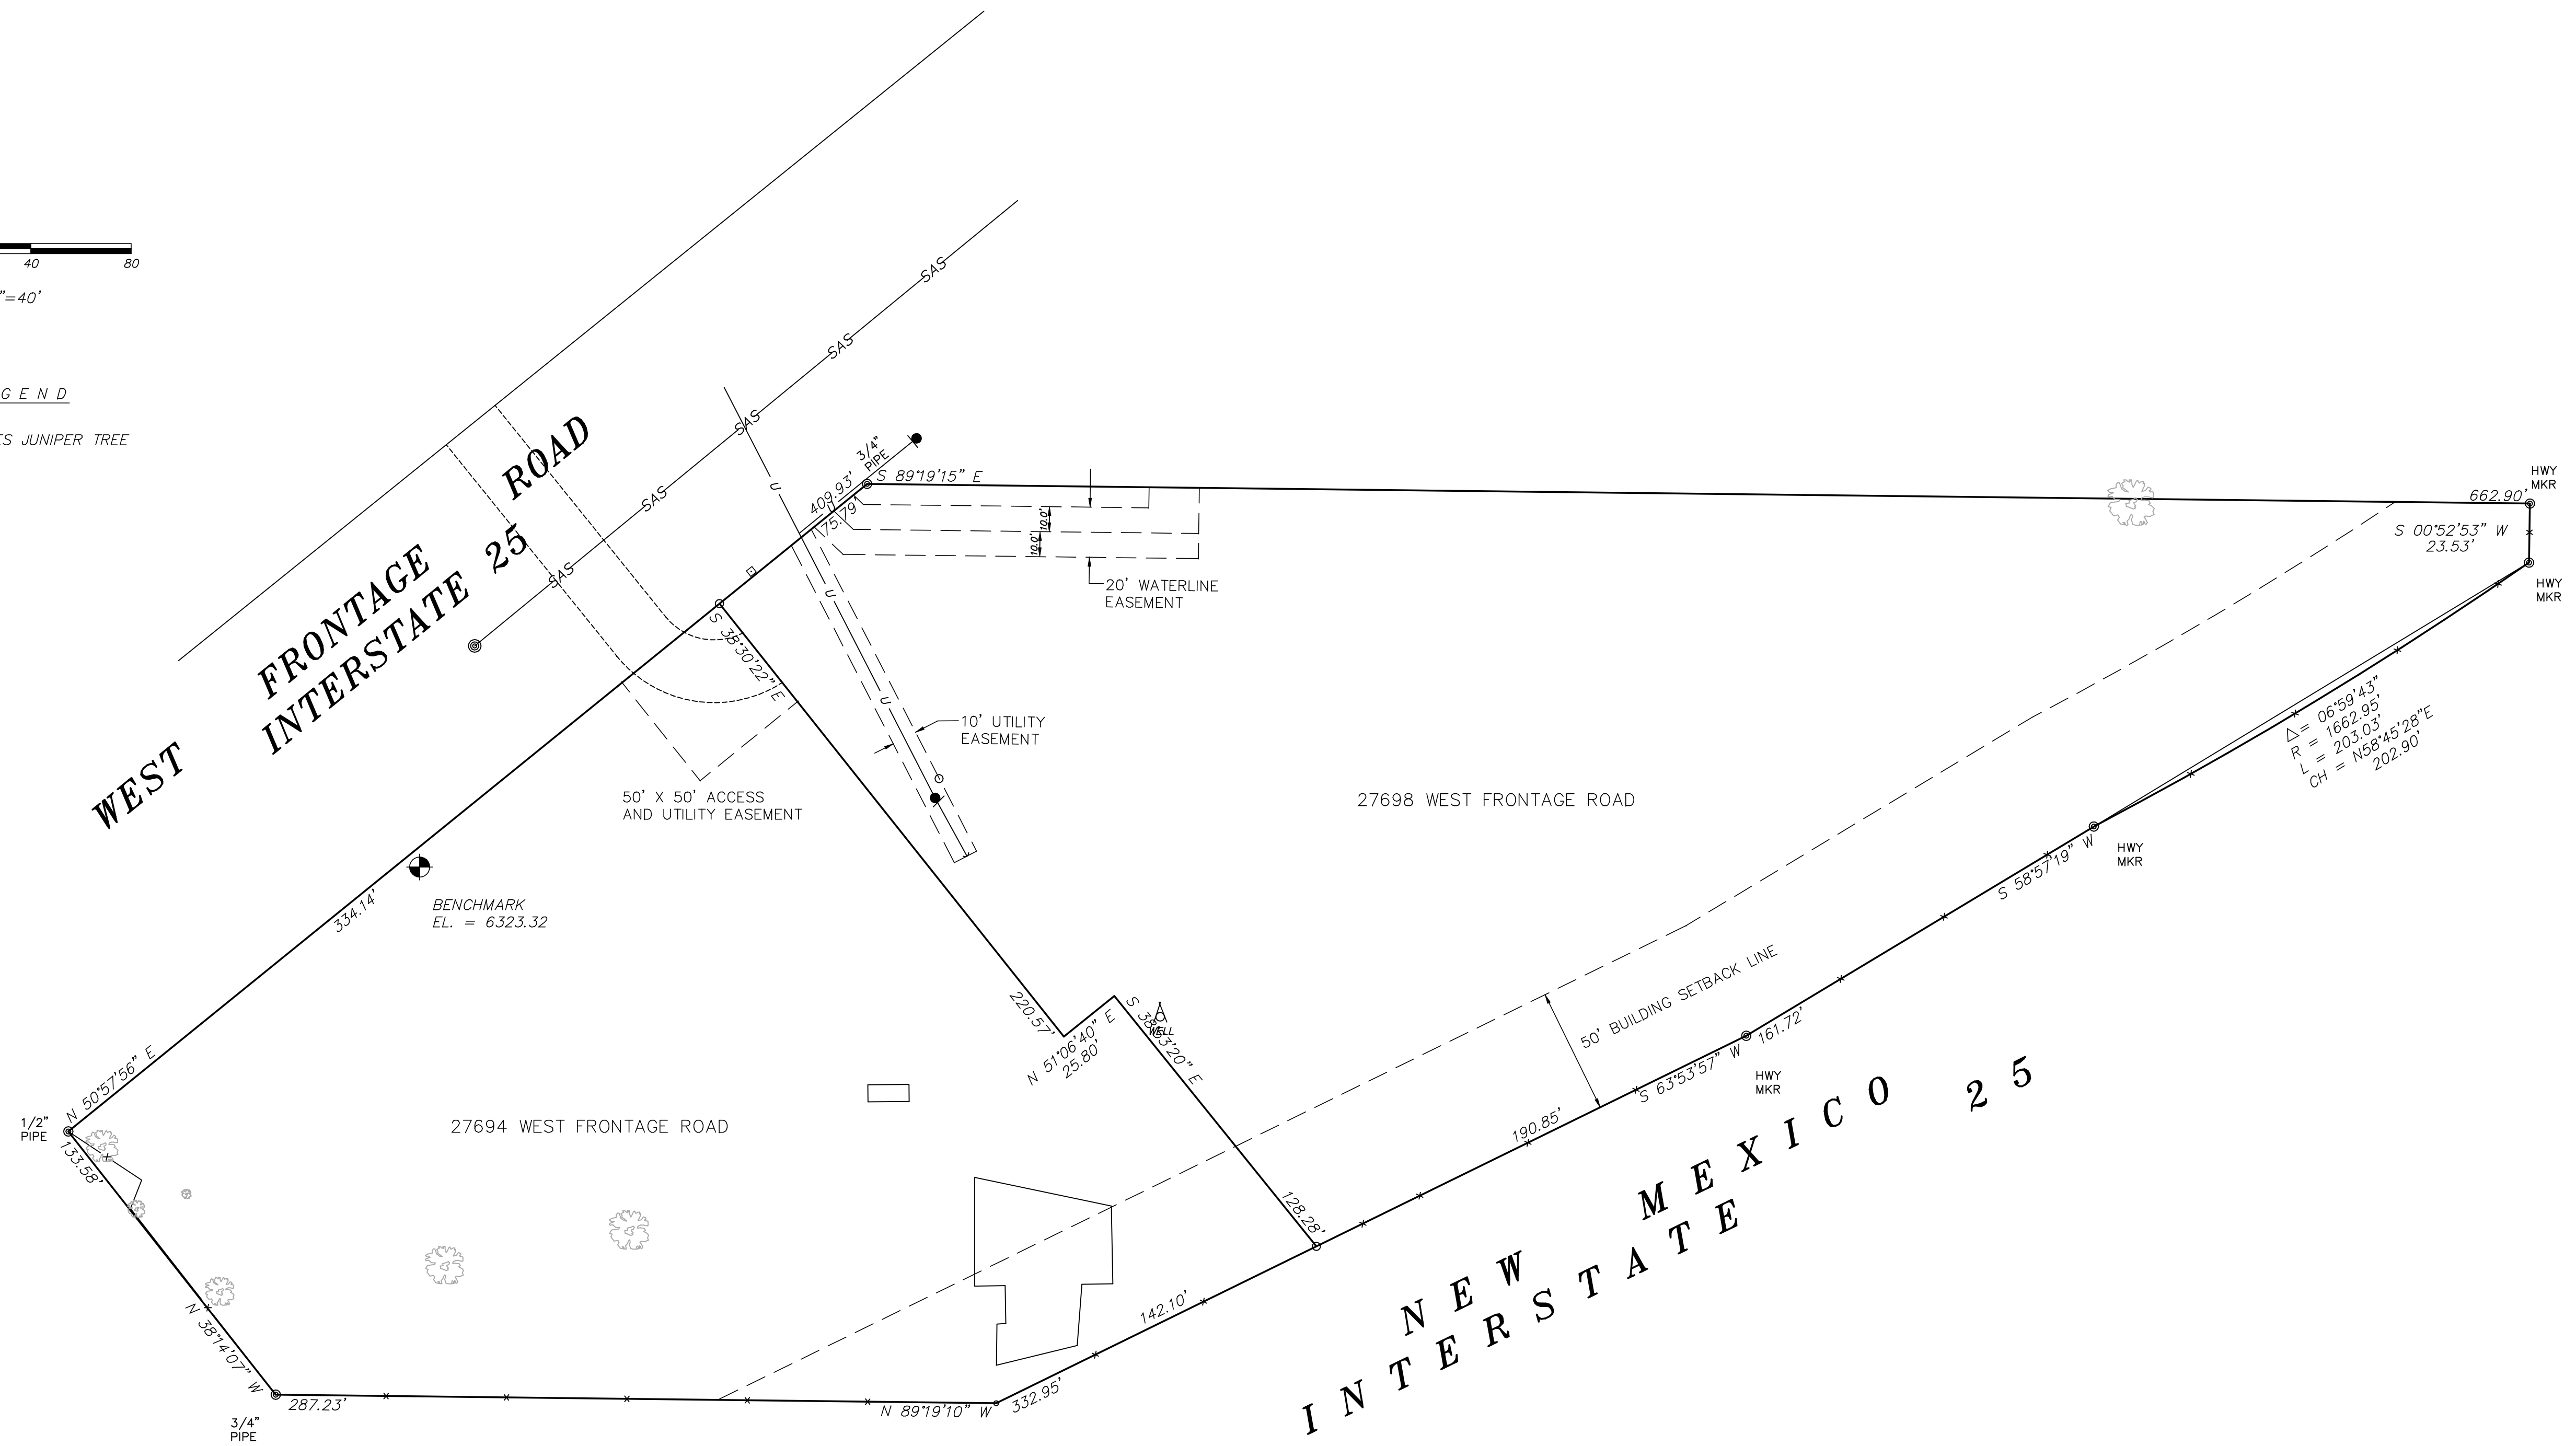 40 80
"=40'
G E N D
ES JUNIPER TREE
WEST FRONTAGE ROAD
INTERSTATE 25
SAS
SAS
SAS
SAS
SAS
U
U
U
U
3/4"
PIPE
409.93'
75.79'
S 89°19'15" E
662.90'
HWY
MKR
S 00°52'53" W
23.53'
HWY
MKR
10.0'
10.0'
20' WATERLINE
EASEMENT
S 38°30'22" E
220.57'
10' UTILITY
EASEMENT
50' X 50' ACCESS
AND UTILITY EASEMENT
27698 WEST FRONTAGE ROAD
△= 06°59'43"
R = 1662.95'
L = 203.03'
CH = N58°45'28"E
202.90'
HWY
MKR
S 58°57'19" W
161.72'
334.14'
BENCHMARK
EL. = 6323.32
50' BUILDING SETBACK LINE
N 51°06'40" E
25.80'
WELL
S 38°53'20" E
128.28'
HWY
MKR
S 63°53'57" W
190.85'
N 50°57'56" E
1/2"
PIPE
133.58'
N 38°14'07" W
27694 WEST FRONTAGE ROAD
142.10'
332.95'
287.23'
N 89°19'10" W
3/4"
PIPE
NEW MEXICO 25
INTERSTATE